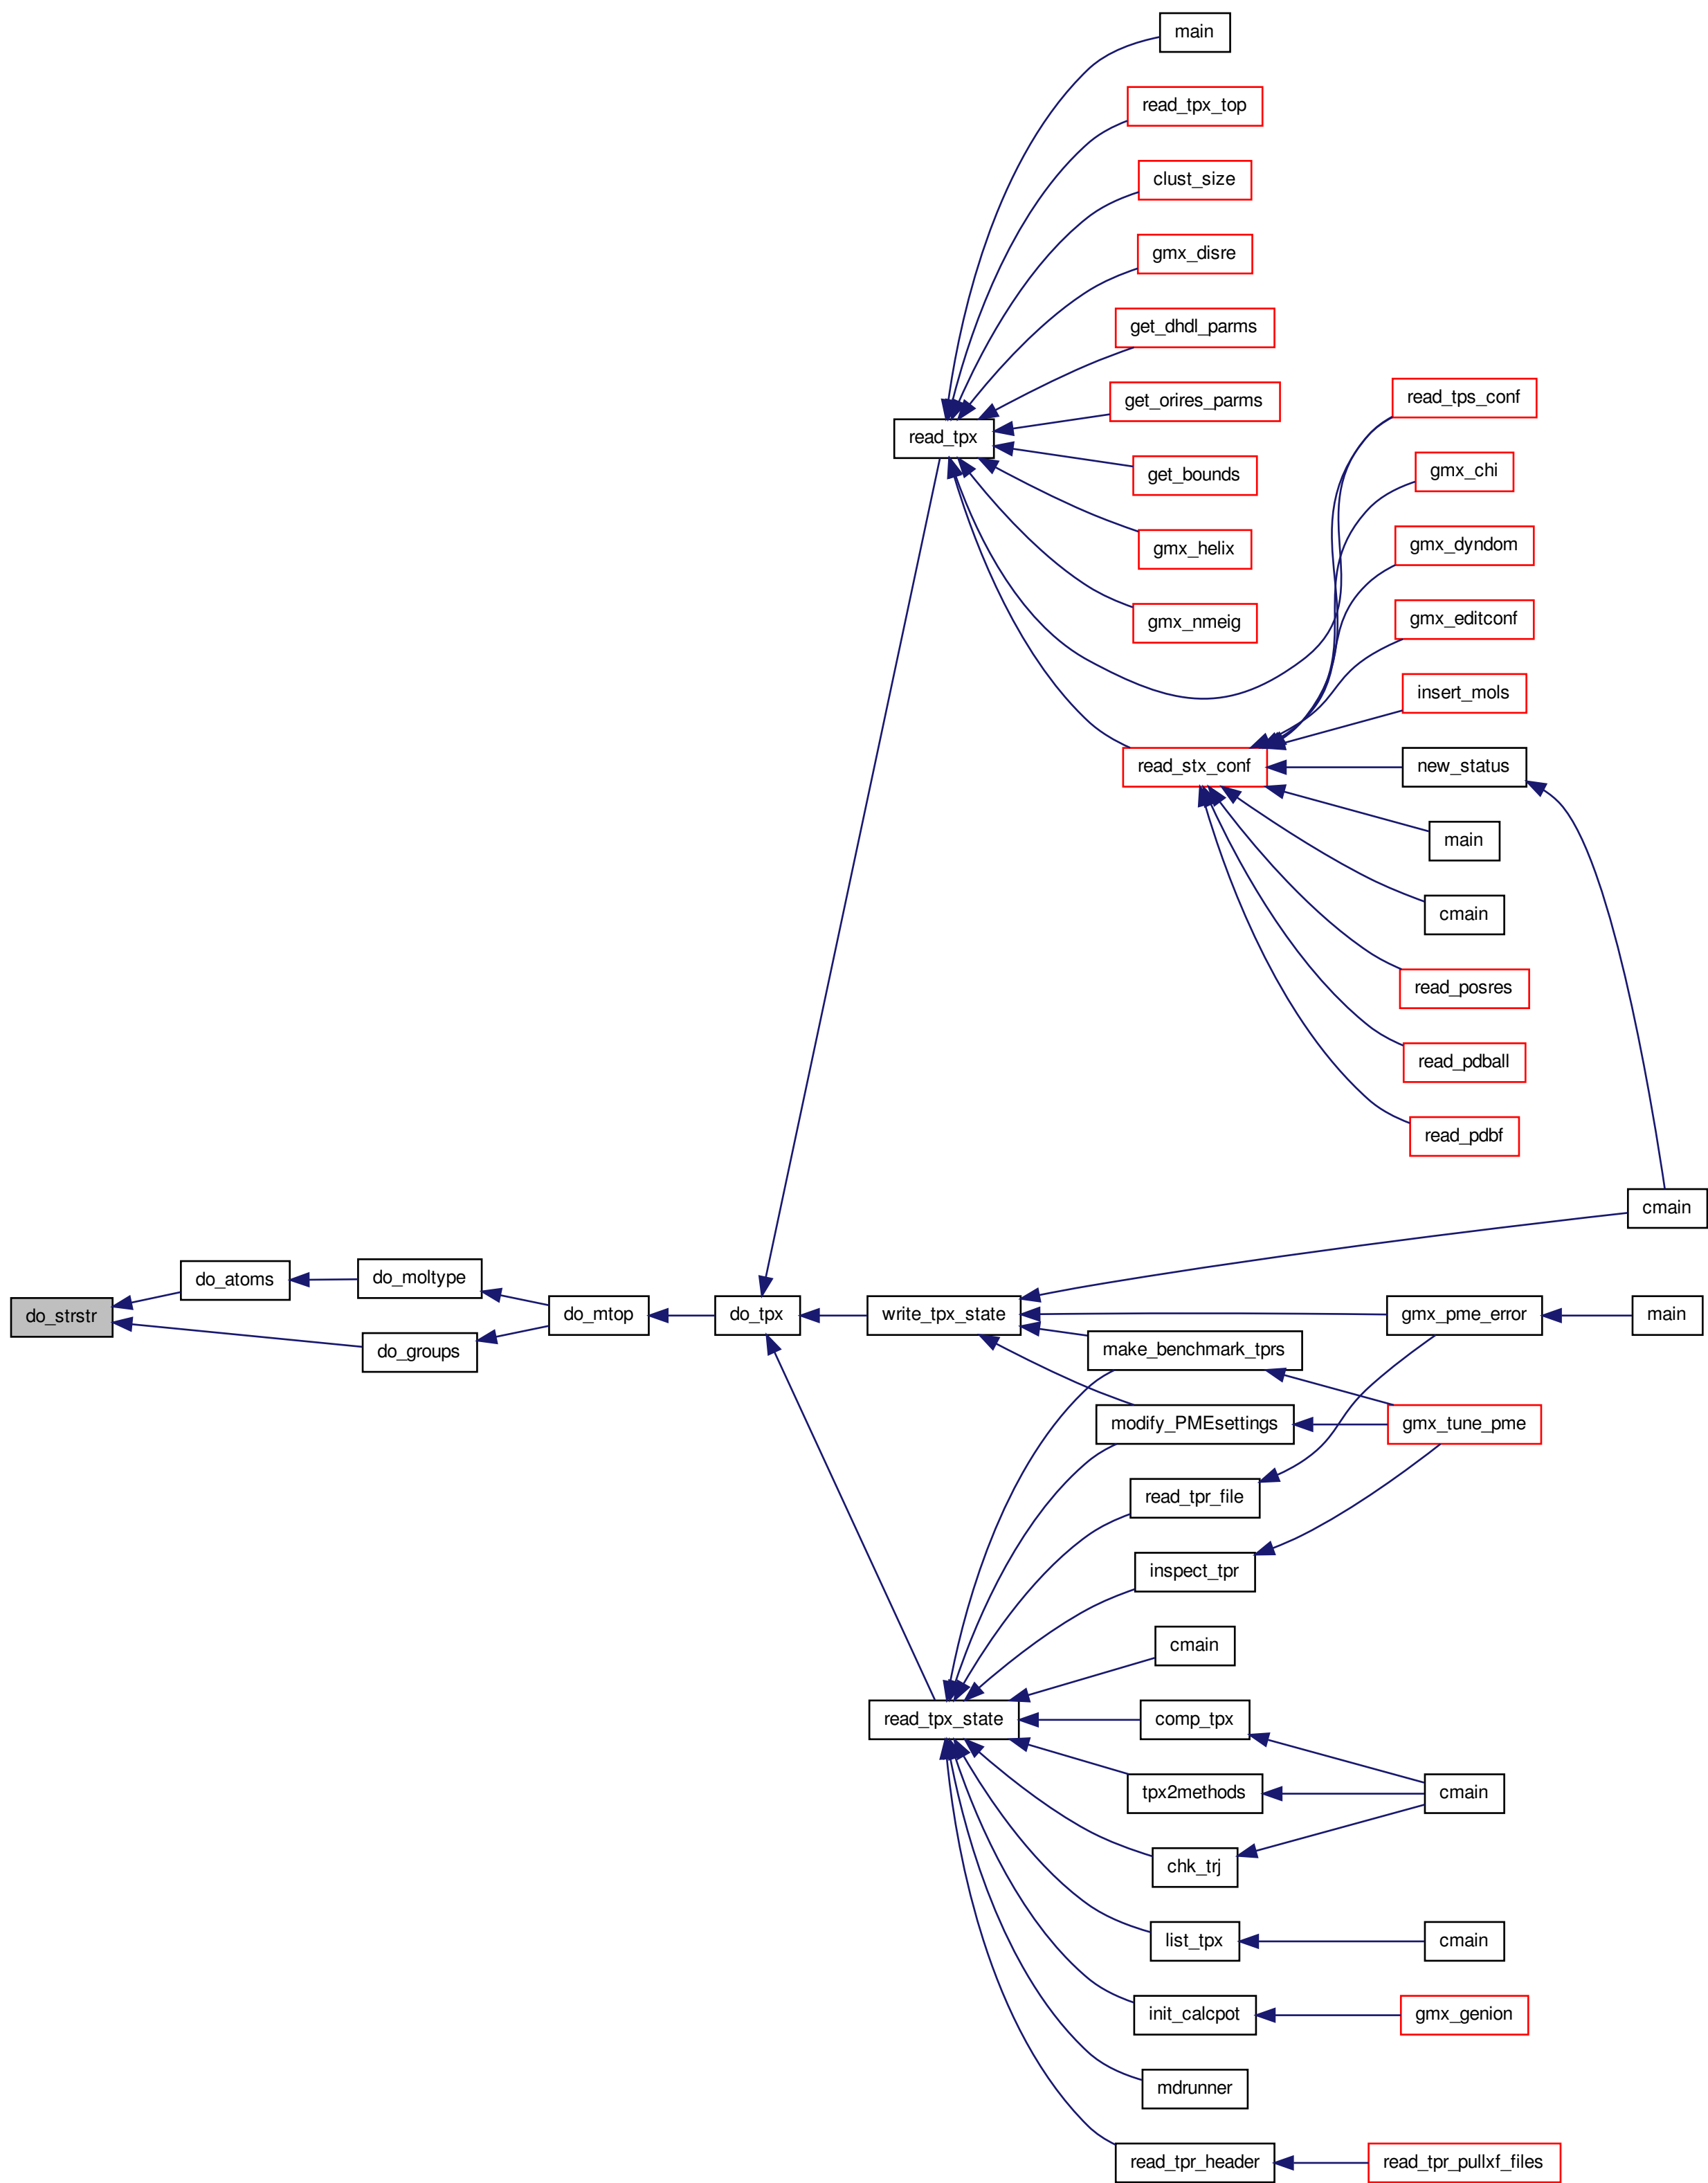 main
read_tpx_top
clust_size
gmx_disre
get_dhdl_parms
get_orires_parms
read_tps_conf
read_tpx
get_bounds
gmx_chi
gmx_helix
gmx_dyndom
gmx_nmeig
gmx_editconf
insert_mols
read_stx_conf
new_status
main
cmain
read_posres
read_pdball
read_pdbf
cmain
do_atoms
do_moltype
do_strstr
do_mtop
do_tpx
write_tpx_state
gmx_pme_error
main
do_groups
make_benchmark_tprs
modify_PMEsettings
gmx_tune_pme
read_tpr_file
inspect_tpr
cmain
read_tpx_state
comp_tpx
tpx2methods
cmain
chk_trj
list_tpx
cmain
init_calcpot
gmx_genion
mdrunner
read_tpr_header
read_tpr_pullxf_files